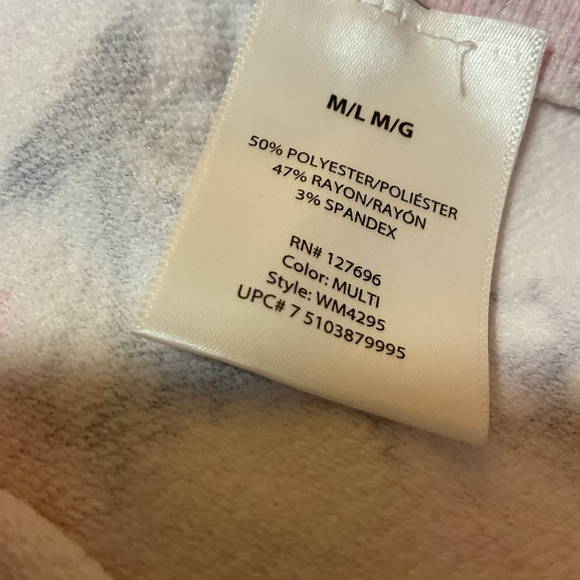 M/L M/G
50% POLYESTER/POLIÉSTER
47% RAYON/RAYÓN
3% SPANDEX
RN# 127696
Color: MULTI
Style: WM4295
UPC# 7 5103879995